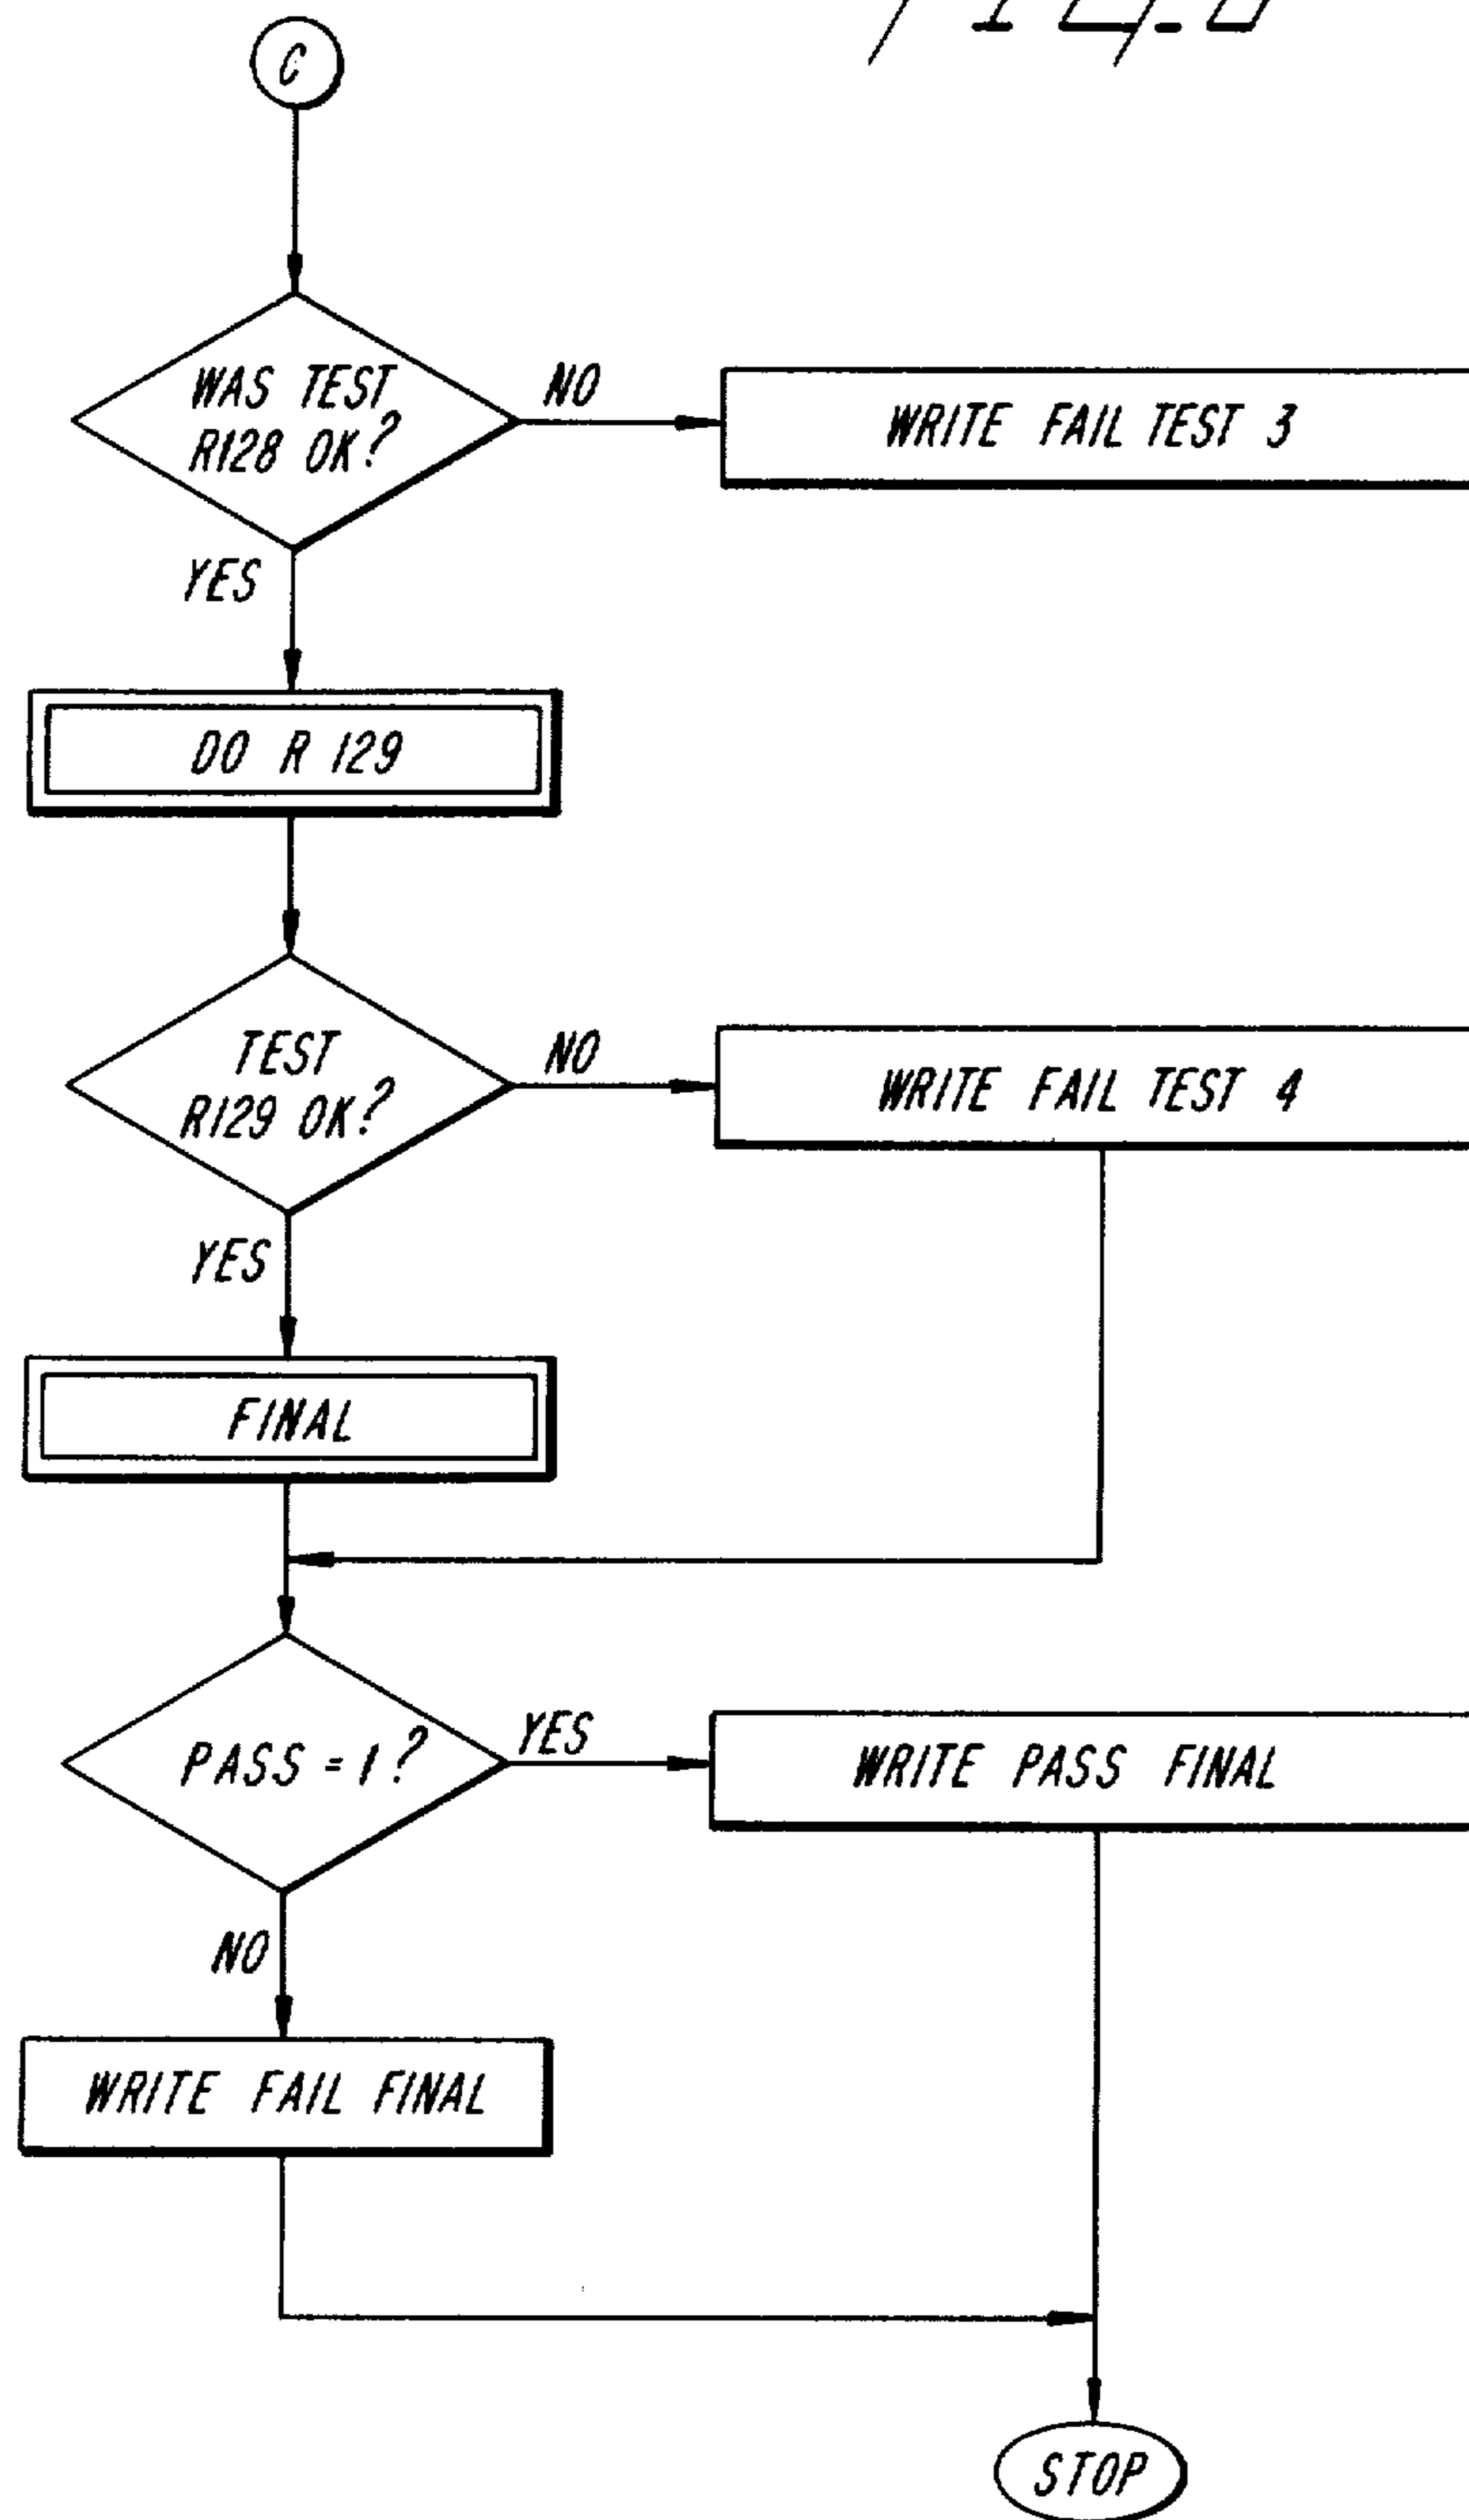 C
WAS TEST
R128 OK?
NO
WRITE FAIL TEST 3
YES
DO R 129
TEST
R129 OK?
NO
WRITE FAIL TEST 4
YES
FINAL
PASS = 1?
YES
WRITE PASS FINAL
NO
WRITE FAIL FINAL
STOP